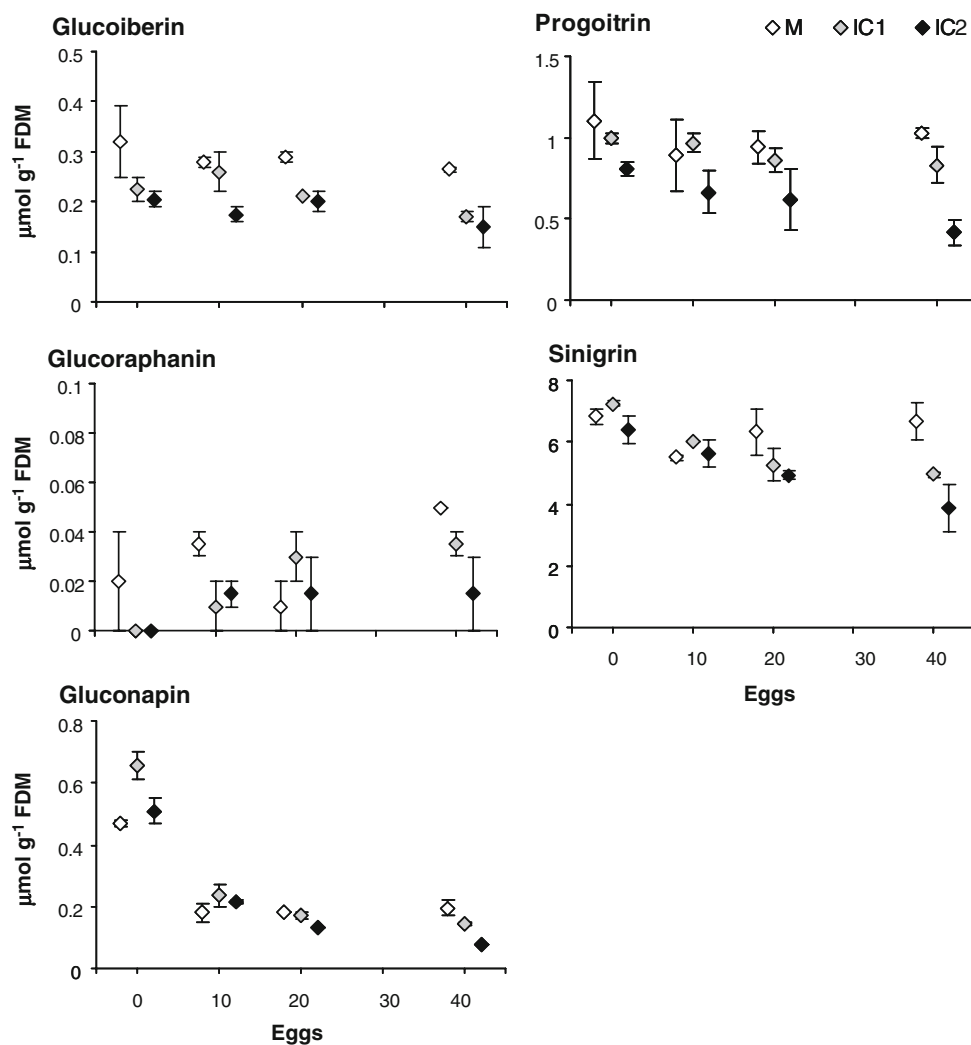 Glucoiberin
Progoitrin
M IC1 IC2
0.5
0.4
0.3
0.2
0.1
0
μmol g-1 FDM
1.5
1
0.5
0
Glucoraphanin
Sinigrin
0.1
0.08
0.06
0.04
0.02
0
μmol g-1 FDM
8
6
4
2
0
0 10 20 30 40
Eggs
Gluconapin
0.8
0.6
0.4
0.2
0
μmol g-1 FDM
0 10 20 30 40
Eggs